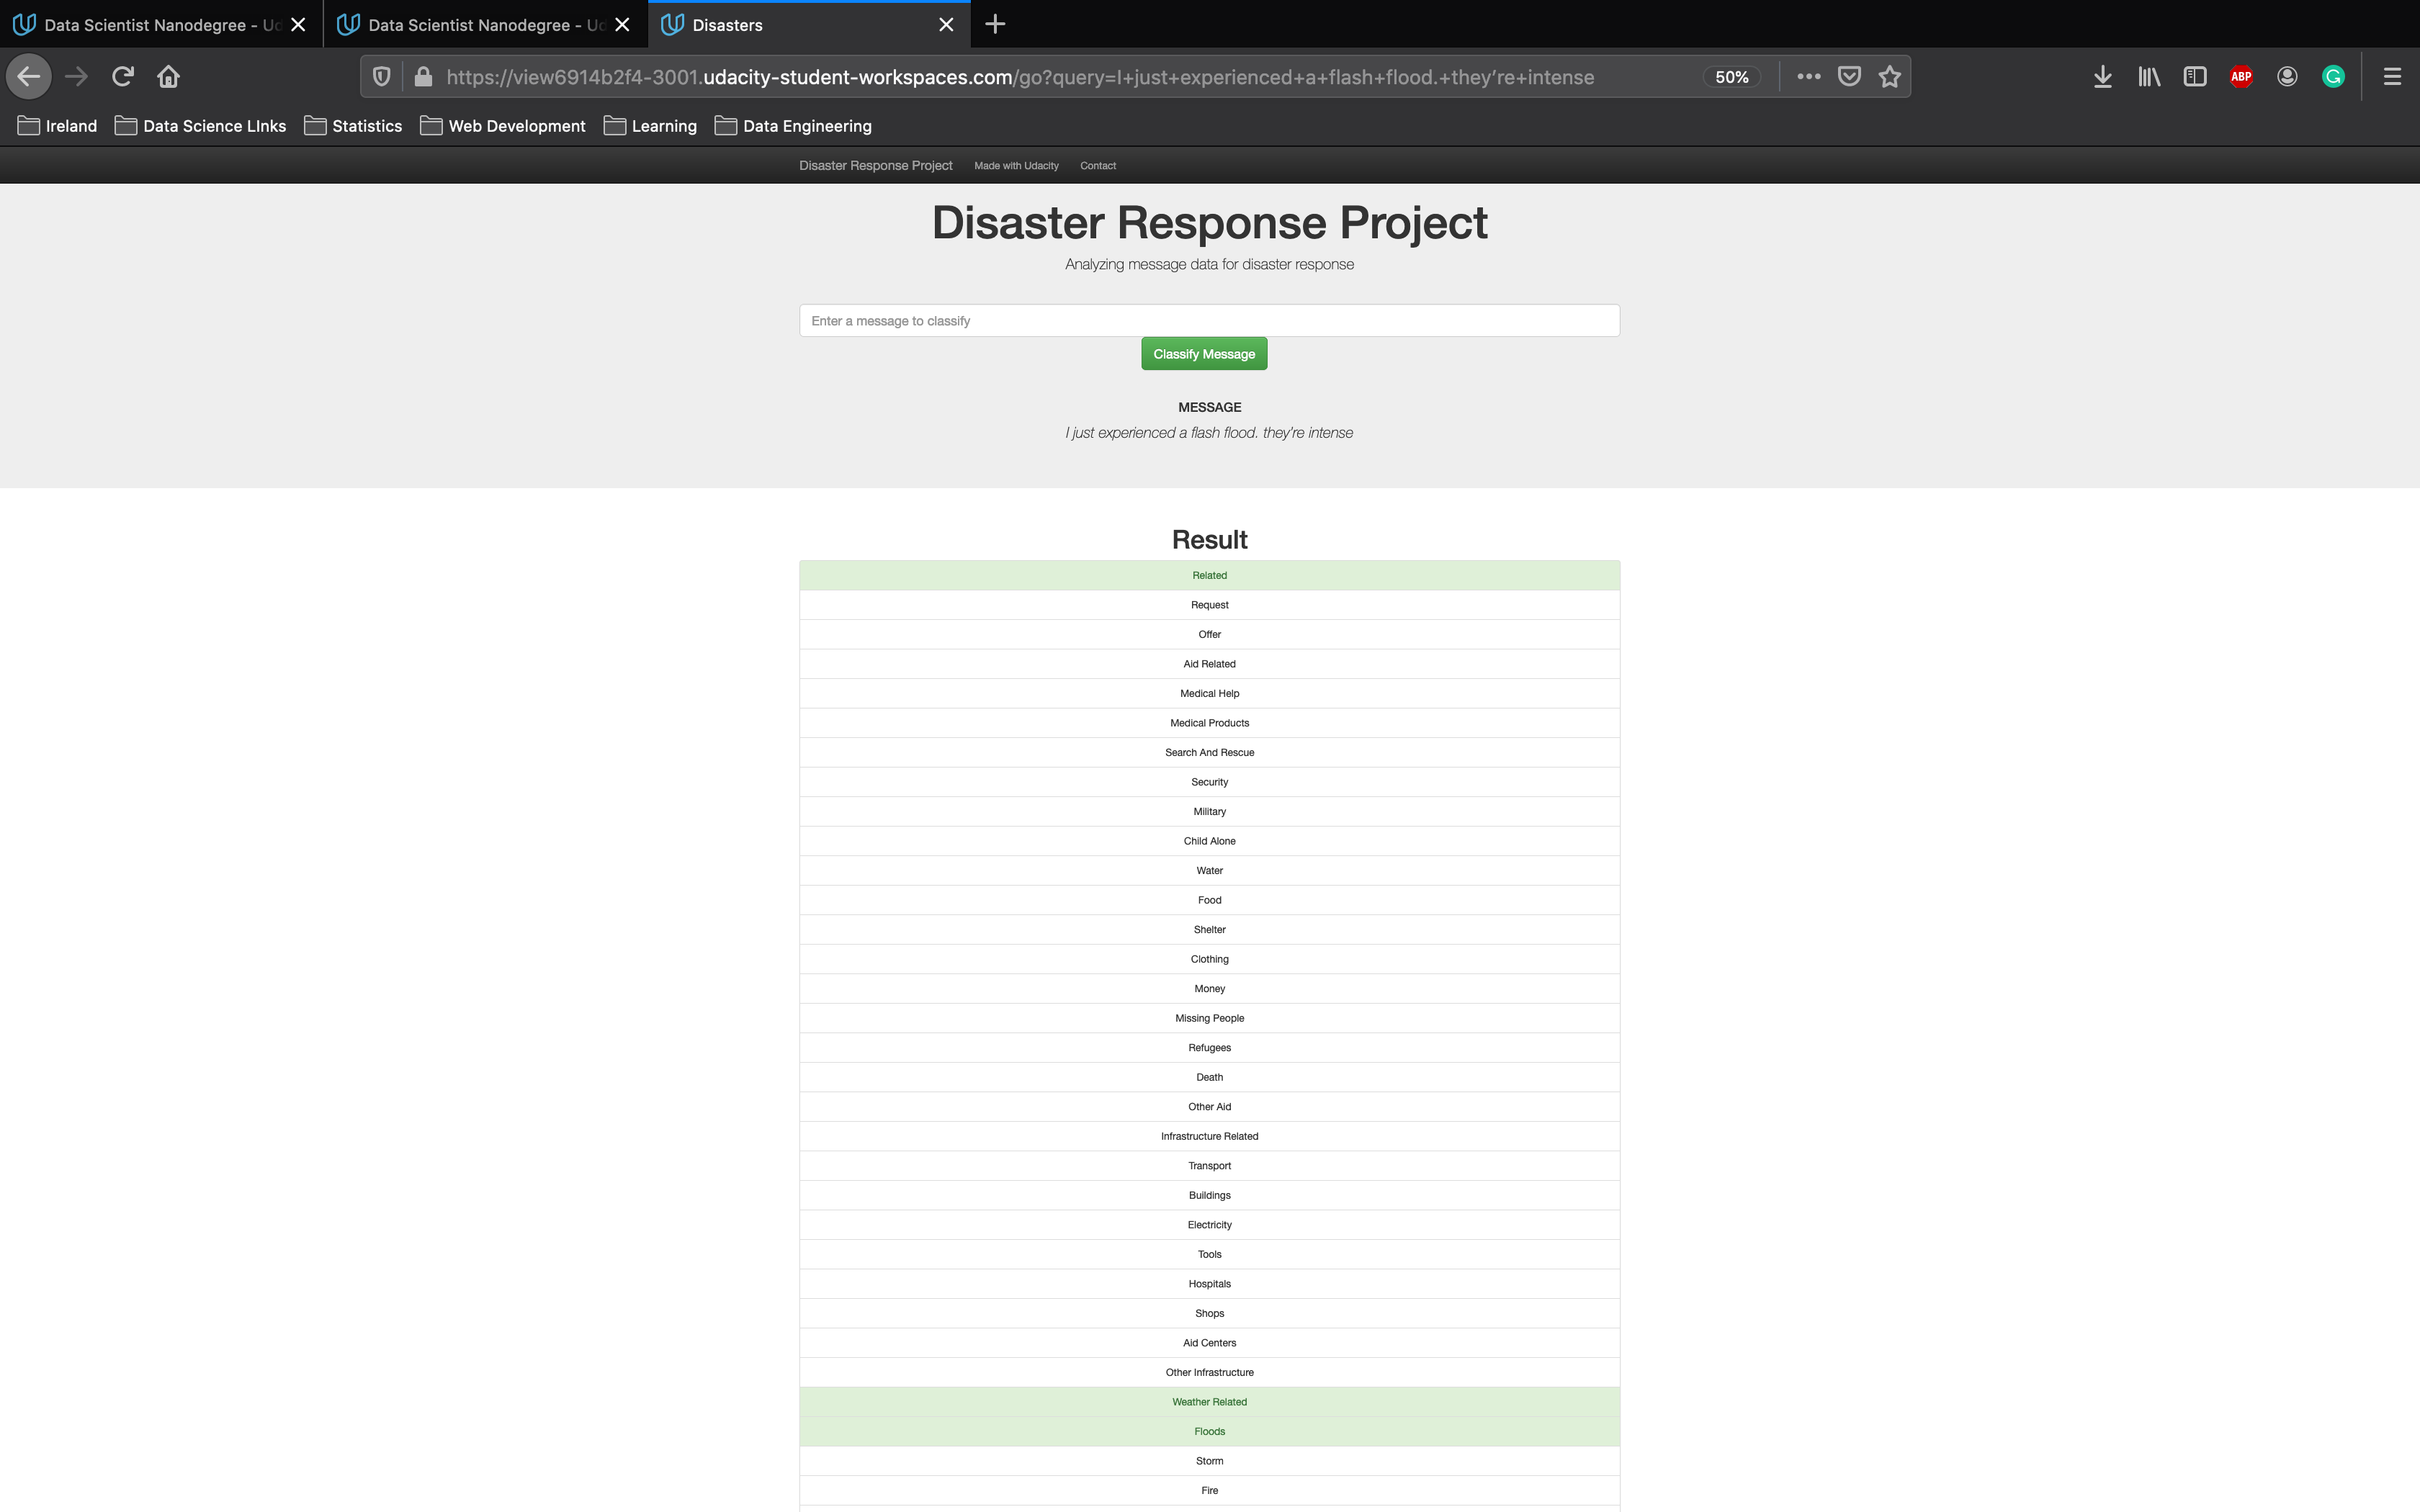 Data Scientist Nanodegree - Ud
Data Scientist Nanodegree - Ud
Disasters
https://view6914b2f4-3001.udacity-student-workspaces.com/go?query=I+just+experienced+a+flash+flood.+they’re+intense
50%
ABP
Ireland
Data Science LInks
Statistics
Web Development
Learning
Data Engineering
Disaster Response Project
Made with Udacity
Contact
Disaster Response Project
Analyzing message data for disaster response
Enter a message to classify
Classify Message
MESSAGE
I just experienced a flash flood. they’re intense
Result
Related
Request
Offer
Aid Related
Medical Help
Medical Products
Search And Rescue
Security
Military
Child Alone
Water
Food
Shelter
Clothing
Money
Missing People
Refugees
Death
Other Aid
Infrastructure Related
Transport
Buildings
Electricity
Tools
Hospitals
Shops
Aid Centers
Other Infrastructure
Weather Related
Floods
Storm
Fire